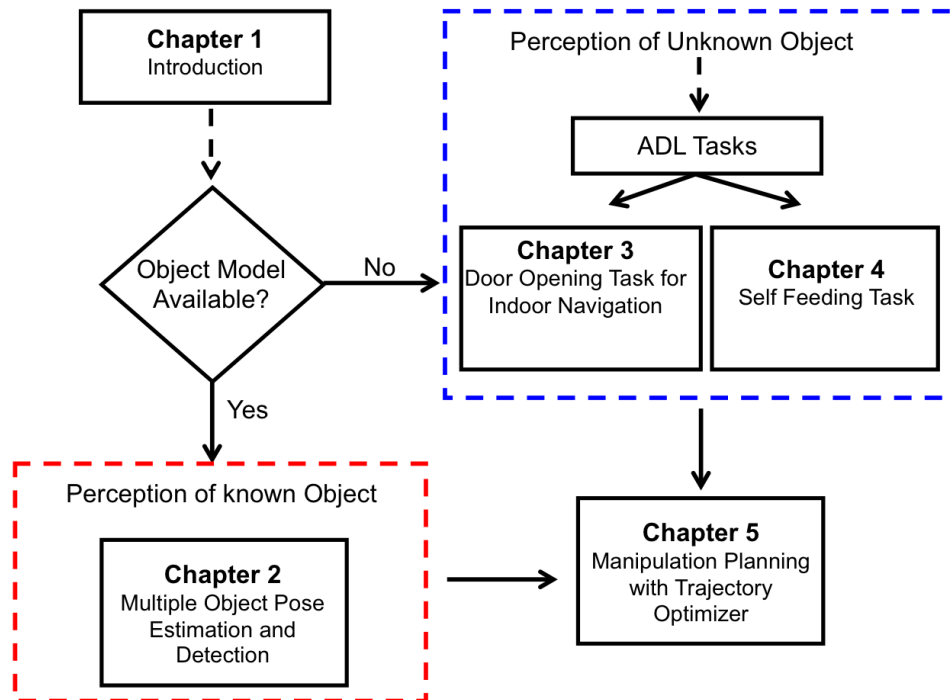 Chapter 1
Introduction
Perception of Unknown Object
ADL Tasks
Object Model
Available?
No
Yes
Chapter 3
Door Opening Task for
Indoor Navigation
Chapter 4
Self Feeding Task
Perception of known Object
Chapter 2
Multiple Object Pose
Estimation and
Detection
Chapter 5
Manipulation Planning
with Trajectory
Optimizer